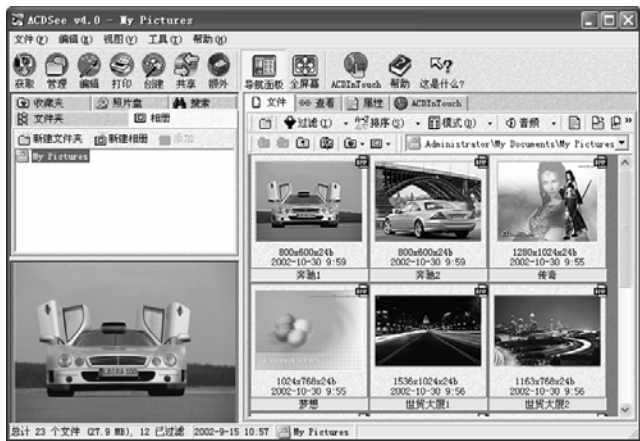 ACDSee v4.0 - My Pictures
文件(F) 编辑(E) 视图(V) 工具(T) 帮助(H)
获取 管理 编辑 打印 创建 共享 额外 导航面板 全屏幕 ACDInTouch 帮助 这是什么?
收藏夹 照片盘 搜索
文件夹 相册
新建文件夹 新建相册 添加
My Pictures
文件 查看 属性 ACDInTouch
过滤(I) 排序(S) 模式(M) 音频
Administrator\My Documents\My Pictures
800x600x24b 800x600x24b 1280x1024x24b
2002-10-30 9:59 2002-10-30 9:59 2002-10-30 9:55
奔驰1 奔驰2 传奇
1024x768x24b 1536x1024x24b 1163x768x24b
2002-10-30 9:55 2002-10-30 9:56 2002-10-30 9:56
梦想 世贸大厦1 世贸大厦2
总计 23 个文件 (27.9 MB), 12 已过滤 2002-9-15 10:57 My Pictures